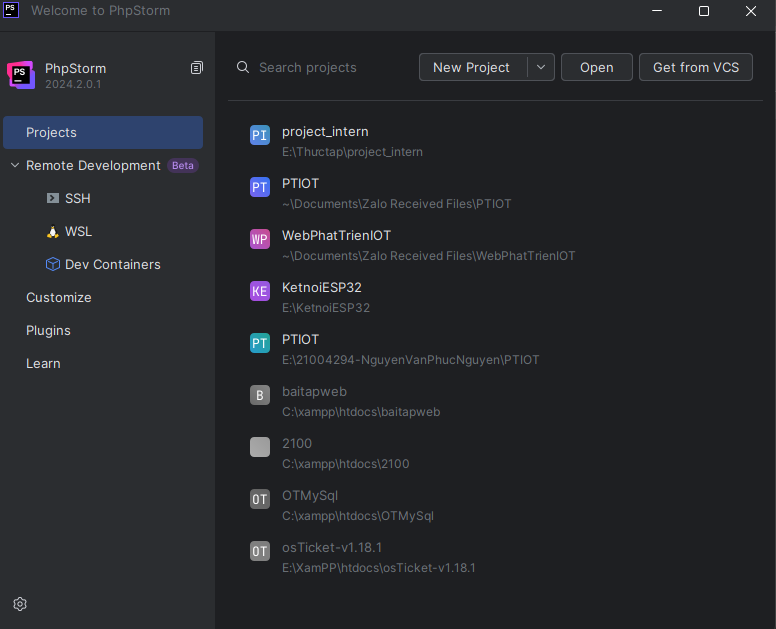 PS
Welcome to PhpStorm
PS
PhpStorm
2024.2.0.1
Projects
Remote Development Beta
SSH
WSL
Dev Containers
Customize
Plugins
Learn
Search projects
New Project
Open
Get from VCS
PI project_intern
E:\Thuctap\project_intern
PT PTIOT
~\Documents\Zalo Received Files\PTIOT
WP WebPhatTrienIOT
~\Documents\Zalo Received Files\WebPhatTrienIOT
KE KetnoiESP32
E:\KetnoiESP32
PT PTIOT
E:\21004294-NguyenVanPhucNguyen\PTIOT
B baitapweb
C:\xampp\htdocs\baitapweb
2100
C:\xampp\htdocs\2100
OT OTMySql
C:\xampp\htdocs\OTMySql
OT osTicket-v1.18.1
E:\XamPP\htdocs\osTicket-v1.18.1